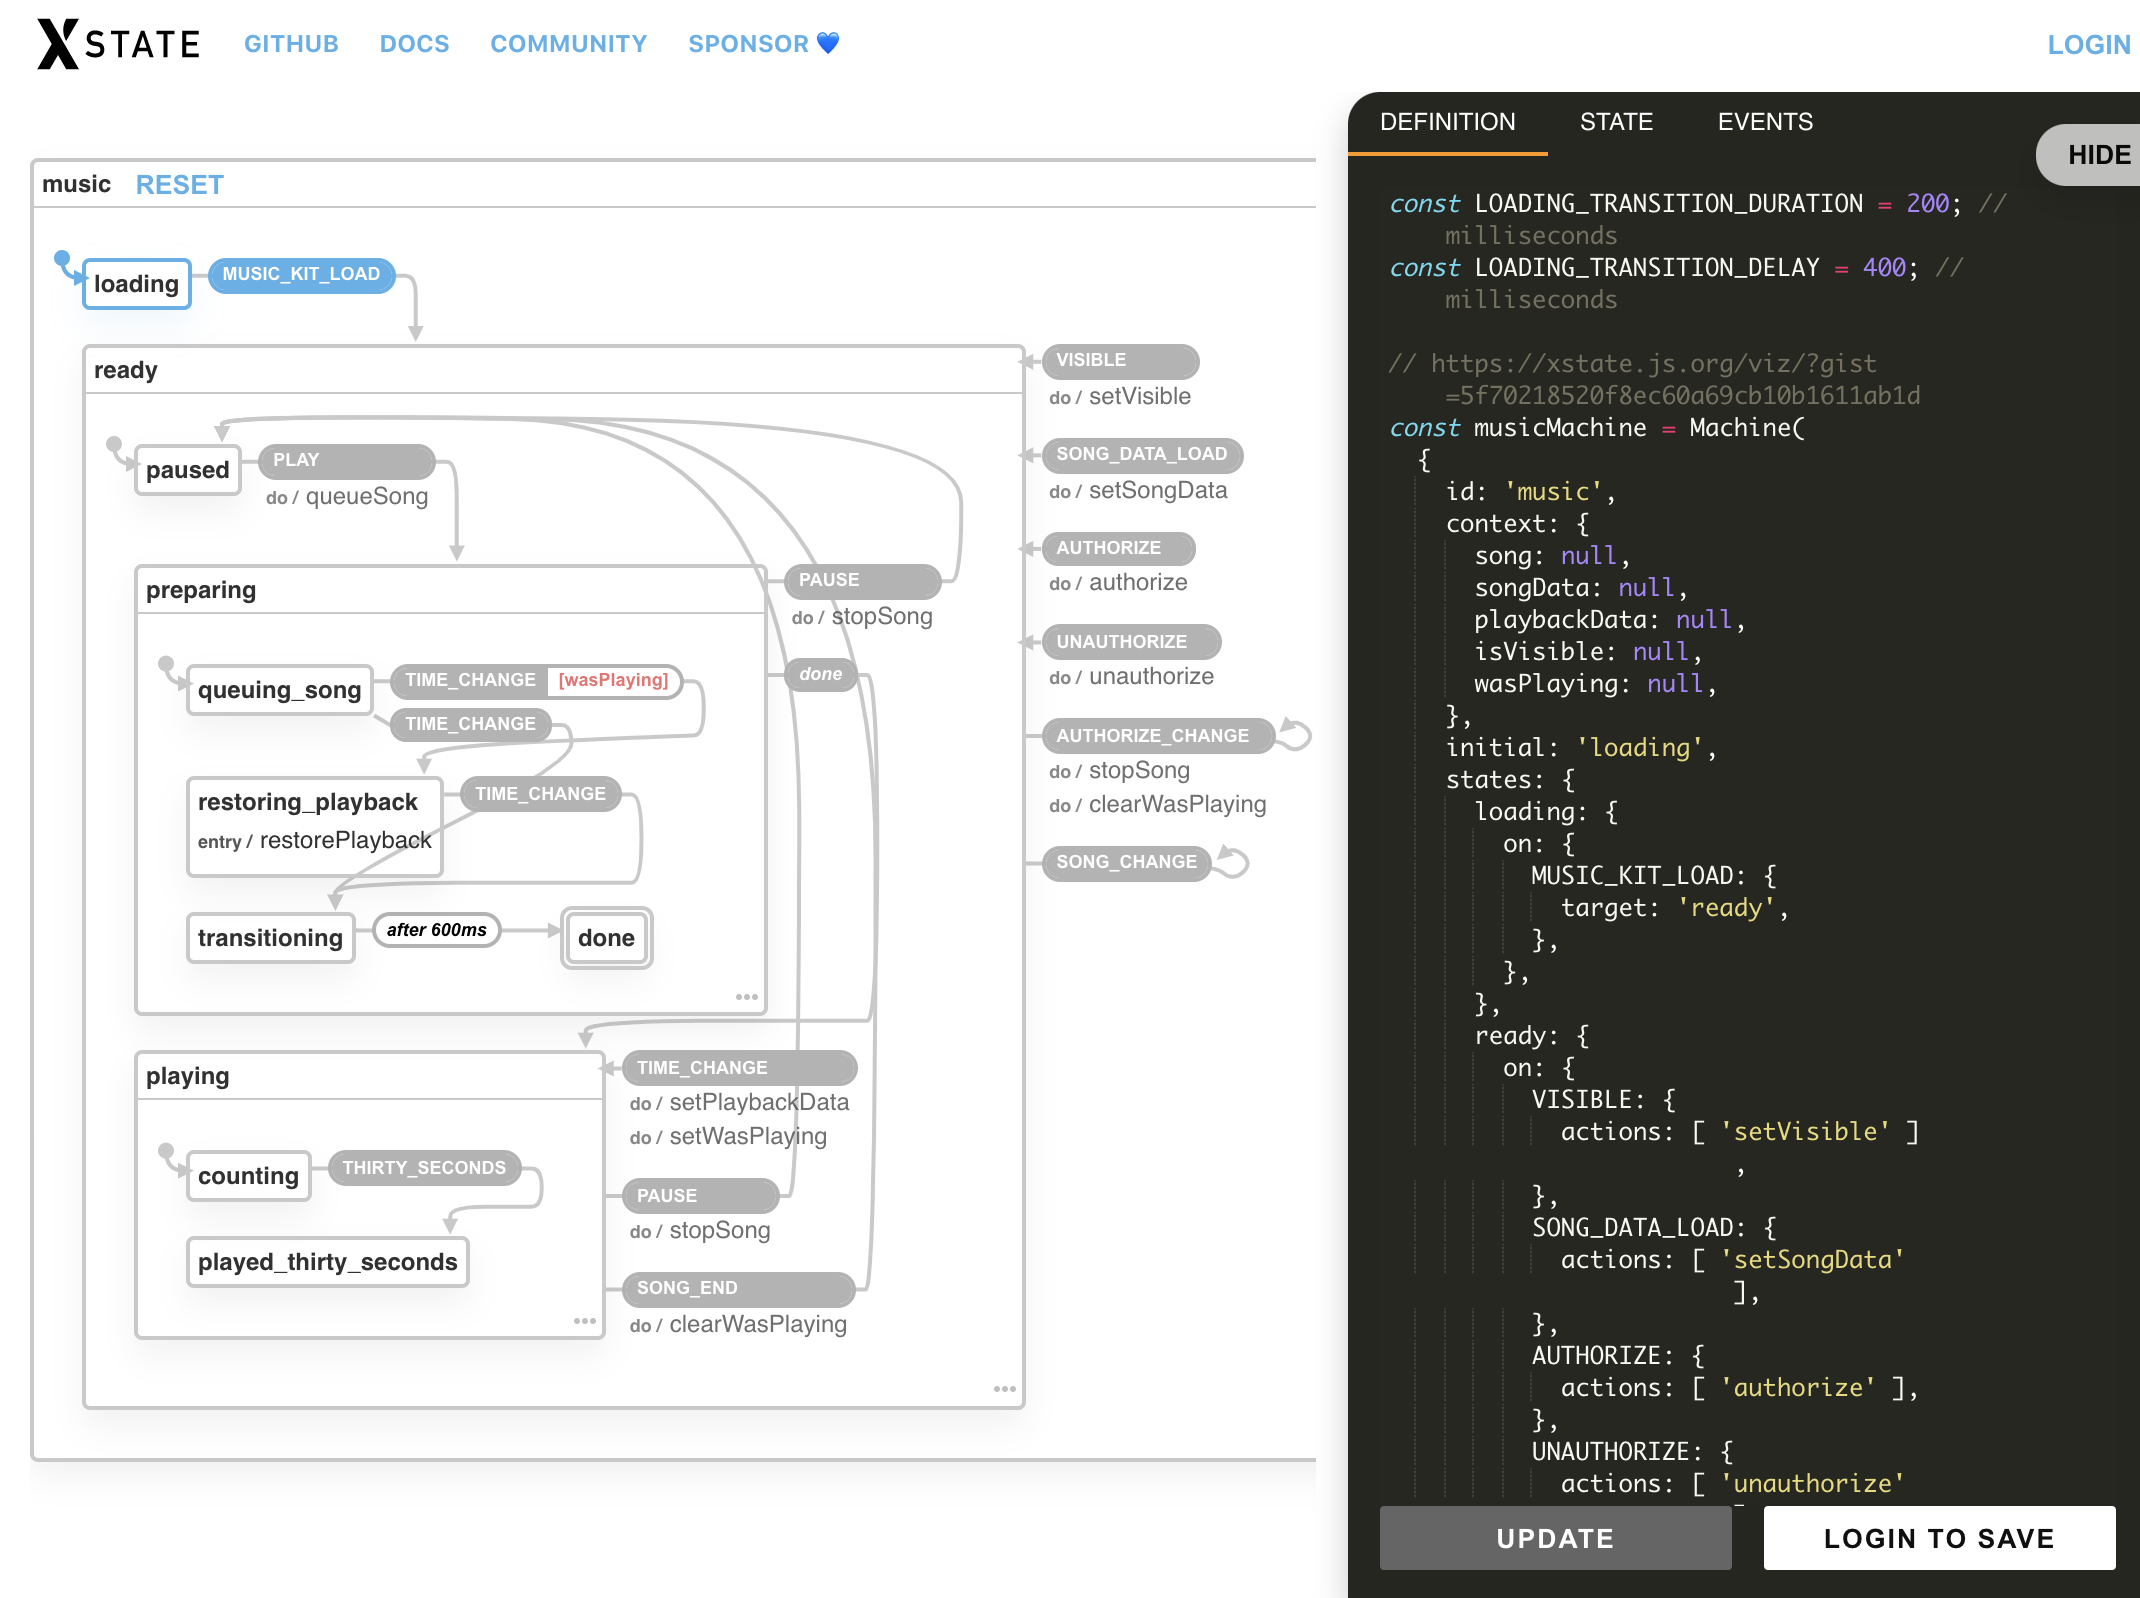 XSTATE GITHUB DOCS COMMUNITY SPONSOR 💙 LOGIN
music RESET
loading MUSIC_KIT_LOAD
ready
VISIBLE
do / setVisible
paused PLAY
do / queueSong
SONG_DATA_LOAD
do / setSongData
AUTHORIZE
do / authorize
preparing
PAUSE
do / stopSong
UNAUTHORIZE
do / unauthorize
done
queuing_song TIME_CHANGE [wasPlaying]
TIME_CHANGE
AUTHORIZE_CHANGE
do / stopSong
do / clearWasPlaying
restoring_playback TIME_CHANGE
entry / restorePlayback
SONG_CHANGE
transitioning after 600ms done
playing
TIME_CHANGE
do / setPlaybackData
do / setWasPlaying
counting THIRTY_SECONDS
PAUSE
do / stopSong
played_thirty_seconds
SONG_END
do / clearWasPlaying
DEFINITION STATE EVENTS
HIDE
const LOADING_TRANSITION_DURATION = 200; //
milliseconds
const LOADING_TRANSITION_DELAY = 400; //
milliseconds
// https://xstate.js.org/viz/?gist
=5f70218520f8ec60a69cb10b1611ab1d
const musicMachine = Machine(
{
id: 'music',
context: {
song: null,
songData: null,
playbackData: null,
isVisible: null,
wasPlaying: null,
},
initial: 'loading',
states: {
loading: {
on: {
MUSIC_KIT_LOAD: {
target: 'ready',
},
},
},
ready: {
on: {
VISIBLE: {
actions: [ 'setVisible' ]
,
},
SONG_DATA_LOAD: {
actions: [ 'setSongData'
],
},
AUTHORIZE: {
actions: [ 'authorize' ],
},
UNAUTHORIZE: {
actions: [ 'unauthorize'
UPDATE LOGIN TO SAVE